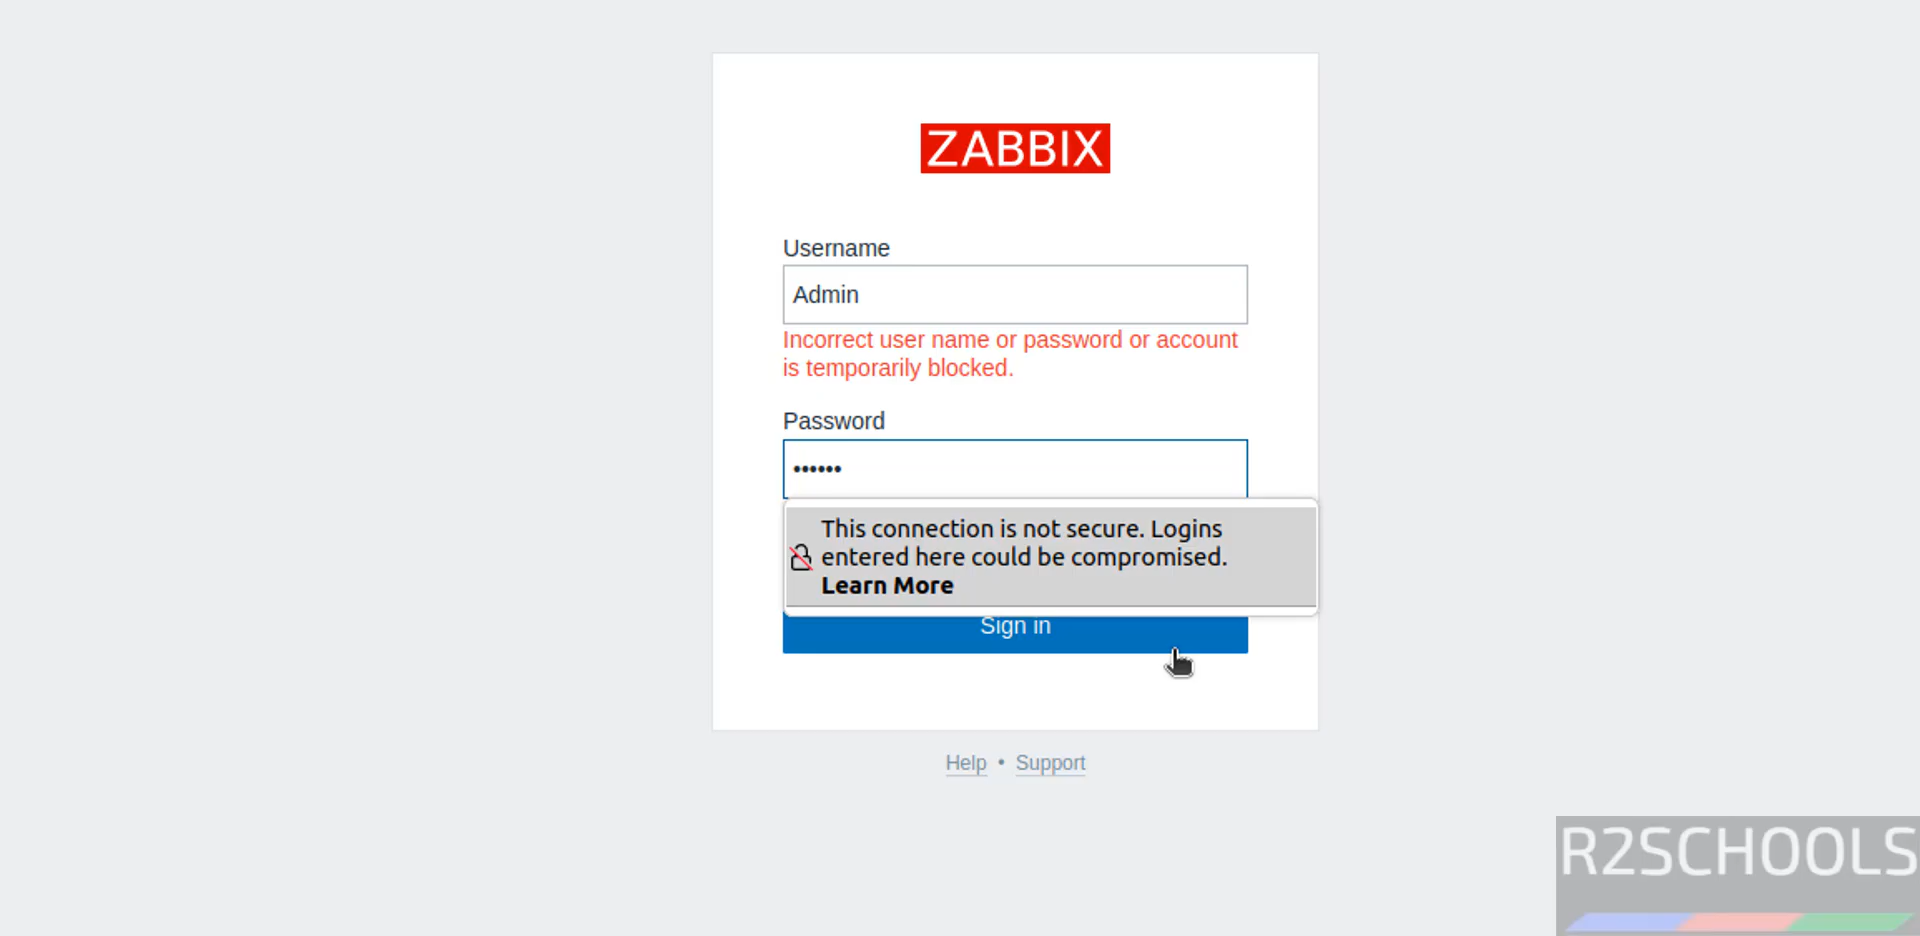 ZABBIX
Username
Admin
Incorrect user name or password or account
is temporarily blocked.
Password
••••••
This connection is not secure. Logins
entered here could be compromised.
Learn More
Sign in
Help • Support
R2SCHOOLS